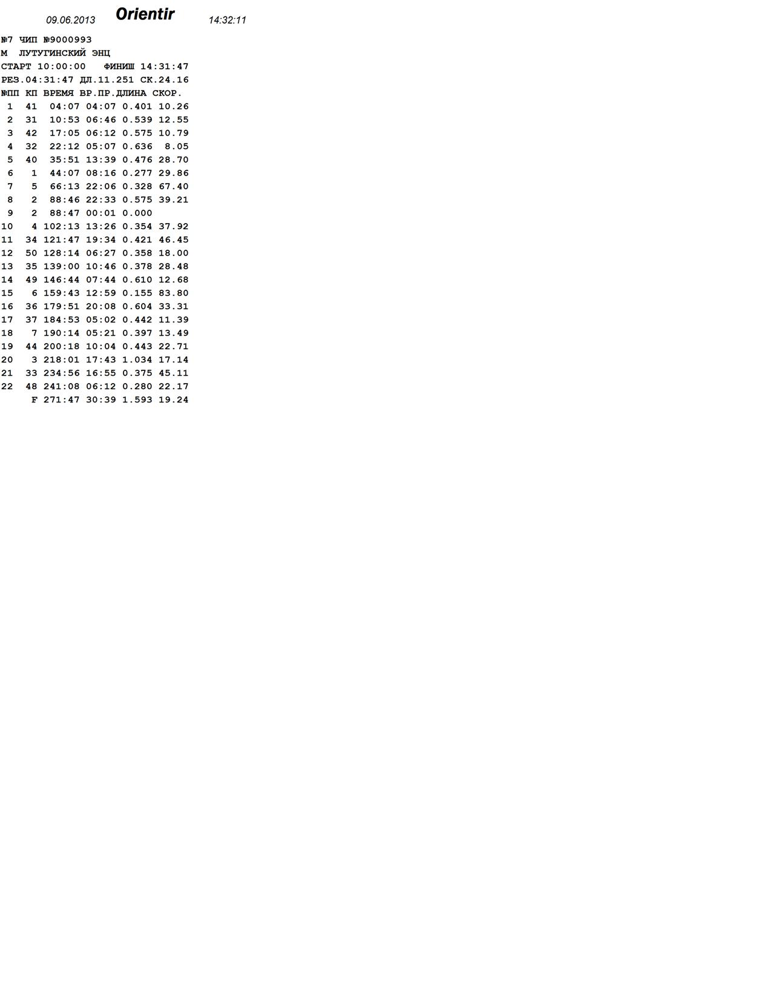 09.06.2013 Orientir 14:32:11
№7 ЧИП №9000993
М ЛУТУГИНСКИЙ ЭНЦ
СТАРТ 10:00:00 ФИНИШ 14:31:47
РЕЗ.04:31:47 ДЛ.11.251 СК.24.16
№ПП КП ВРЕМЯ ВР.ПР.ДЛИНА СКОР.
1 41 04:07 04:07 0.401 10.26
2 31 10:53 06:46 0.539 12.55
3 42 17:05 06:12 0.575 10.79
4 32 22:12 05:07 0.636 8.05
5 40 35:51 13:39 0.476 28.70
6 1 44:07 08:16 0.277 29.86
7 5 66:13 22:06 0.328 67.40
8 2 88:46 22:33 0.575 39.21
9 2 88:47 00:01 0.000
10 4 102:13 13:26 0.354 37.92
11 34 121:47 19:34 0.421 46.45
12 50 128:14 06:27 0.358 18.00
13 35 139:00 10:46 0.378 28.48
14 49 146:44 07:44 0.610 12.68
15 6 159:43 12:59 0.155 83.80
16 36 179:51 20:08 0.604 33.31
17 37 184:53 05:02 0.442 11.39
18 7 190:14 05:21 0.397 13.49
19 44 200:18 10:04 0.443 22.71
20 3 218:01 17:43 1.034 17.14
21 33 234:56 16:55 0.375 45.11
22 48 241:08 06:12 0.280 22.17
F 271:47 30:39 1.593 19.24